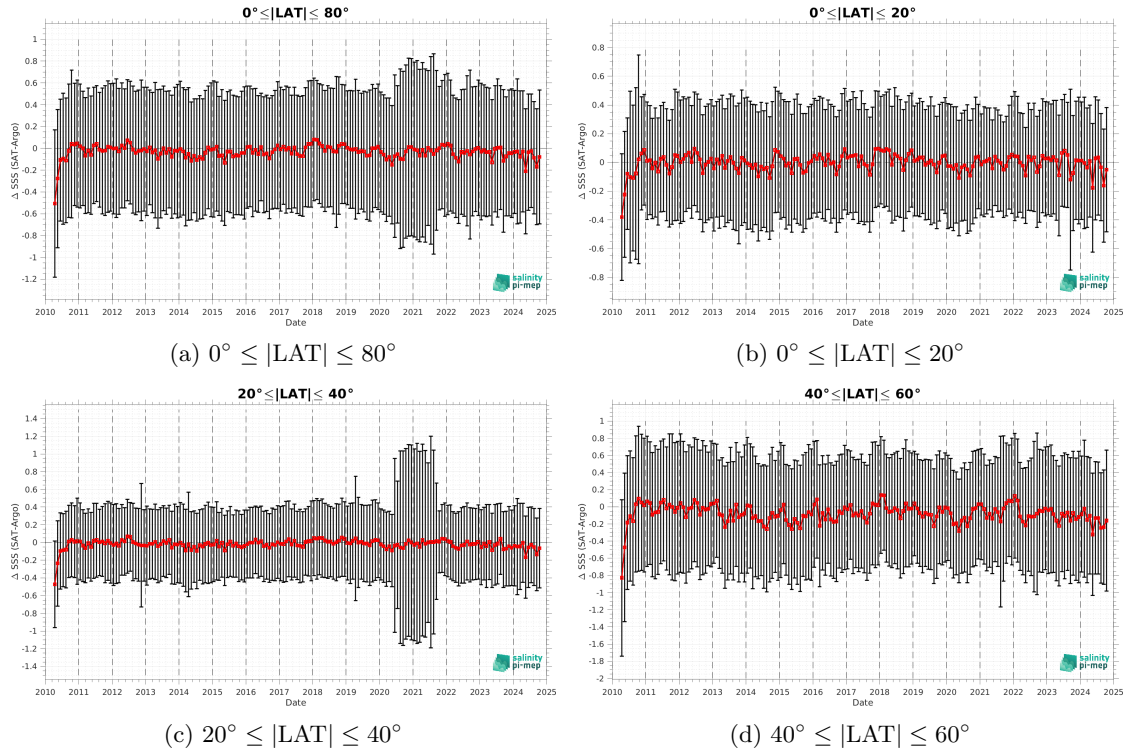 0°≤|LAT|≤ 80°
Δ SSS (SAT-Argo)
1
0.8
0.6
0.4
0.2
0
-0.2
-0.4
-0.6
-0.8
-1
-1.2
salinity
pi-mep
2010 2011 2012 2013 2014 2015 2016 2017 2018 2019 2020 2021 2022 2023 2024 2025
Date
(a) 0° ≤ |LAT| ≤ 80°
0°≤|LAT|≤ 20°
Δ SSS (SAT-Argo)
0.8
0.6
0.4
0.2
0
-0.2
-0.4
-0.6
-0.8
salinity
pi-mep
2010 2011 2012 2013 2014 2015 2016 2017 2018 2019 2020 2021 2022 2023 2024 2025
Date
(b) 0° ≤ |LAT| ≤ 20°
20°≤|LAT|≤ 40°
Δ SSS (SAT-Argo)
1.4
1.2
1
0.8
0.6
0.4
0.2
0
-0.2
-0.4
-0.6
-0.8
-1
-1.2
-1.4
salinity
pi-mep
2010 2011 2012 2013 2014 2015 2016 2017 2018 2019 2020 2021 2022 2023 2024 2025
Date
(c) 20° ≤ |LAT| ≤ 40°
40°≤|LAT|≤ 60°
Δ SSS (SAT-Argo)
1
0.8
0.6
0.4
0.2
0
-0.2
-0.4
-0.6
-0.8
-1
-1.2
-1.4
-1.6
-1.8
-2
salinity
pi-mep
2010 2011 2012 2013 2014 2015 2016 2017 2018 2019 2020 2021 2022 2023 2024 2025
Date
(d) 40° ≤ |LAT| ≤ 60°